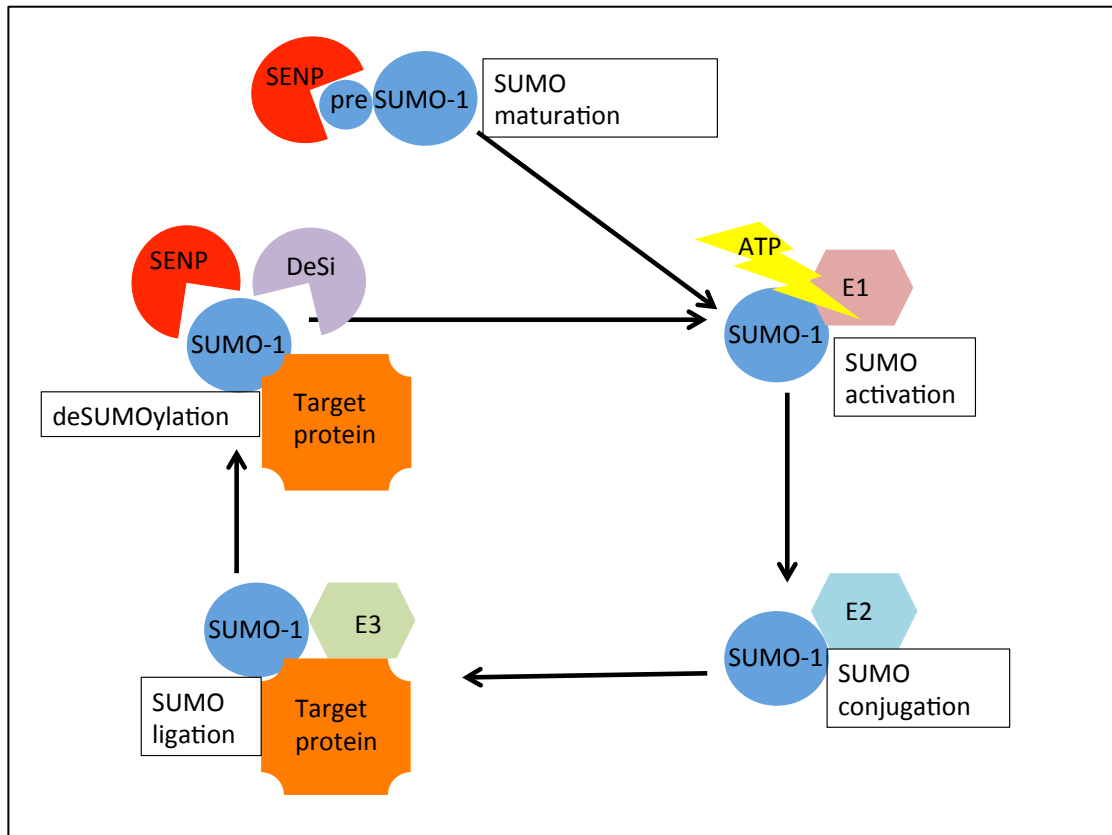 SENP
pre
SUMO-1
SUMO
maturation
SENP
DeSi
SUMO-1
deSUMOylation
Target
protein
ATP
E1
SUMO-1
SUMO
activation
SUMO-1
E3
SUMO
ligation
Target
protein
E2
SUMO-1
SUMO
conjugation